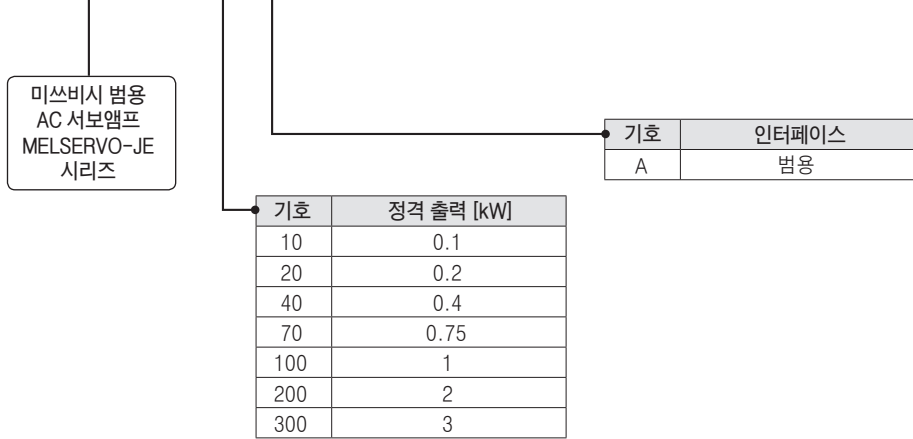 미쓰비시 범용
AC 서보앰프
MELSERVO-JE
시리즈
기호 인터페이스
A 범용
기호 정격 출력 [kW]
10 0.1
20 0.2
40 0.4
70 0.75
100 1
200 2
300 3